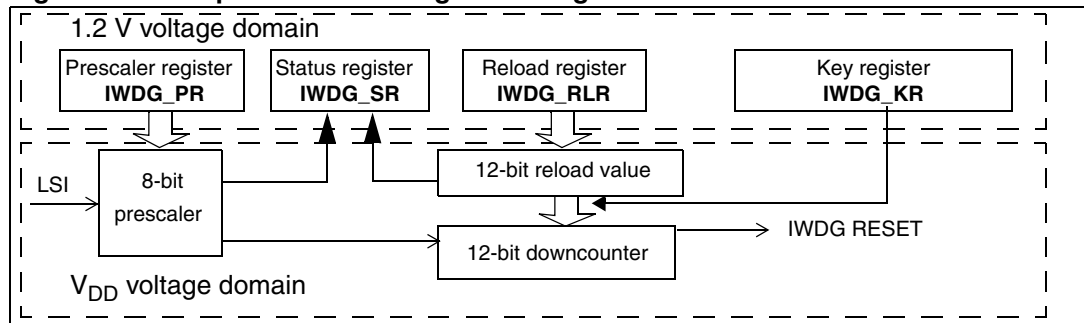 1.2 V voltage domain
Prescaler register
IWDG_PR
Status register
IWDG_SR
Reload register
IWDG_RLR
Key register
IWDG_KR
LSI
8-bit
prescaler
12-bit reload value
12-bit downcounter
IWDG RESET
VDD voltage domain